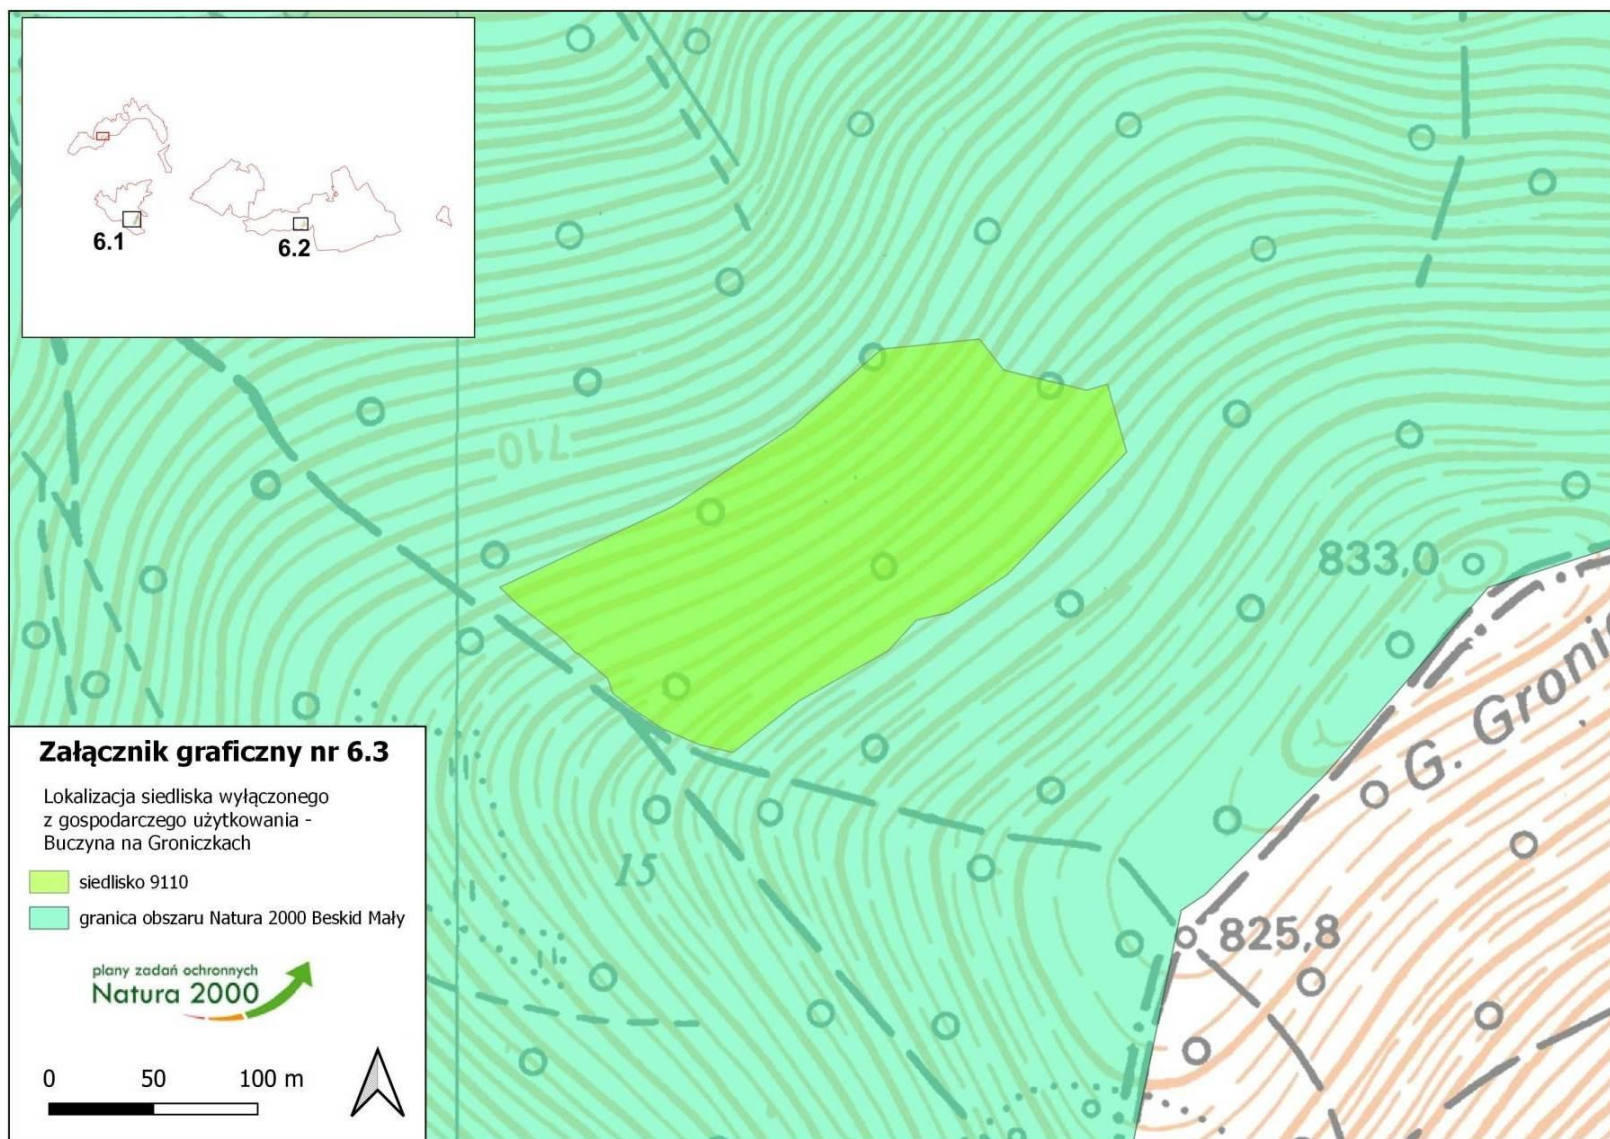 6.1
6.2
710
833,0
G. Gronic
825,8
15
Załącznik graficzny nr 6.3
Lokalizacja siedliska wyłączonego
z gospodarczego użytkowania -
Buczyna na Groniczkach
siedlisko 9110
granica obszaru Natura 2000 Beskid Mały
plany zadań ochronnych
Natura 2000
0 50 100 m